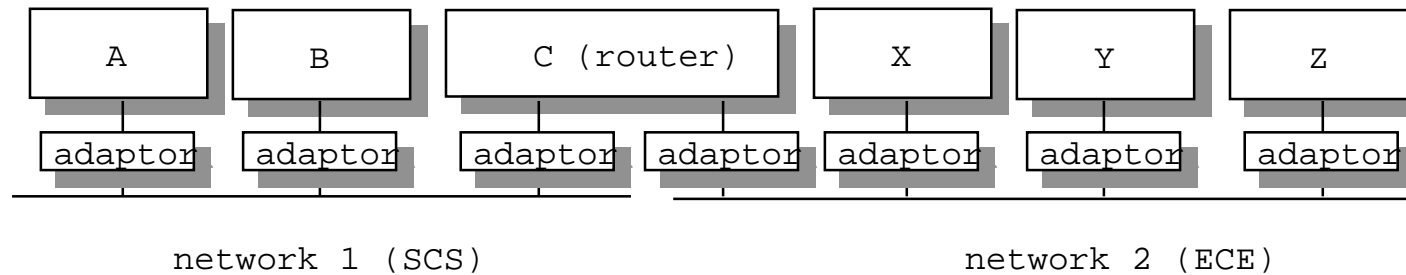 A B C (router) X Y Z
adaptor adaptor adaptor adaptor adaptor adaptor adaptor
network 1 (SCS) network 2 (ECE)